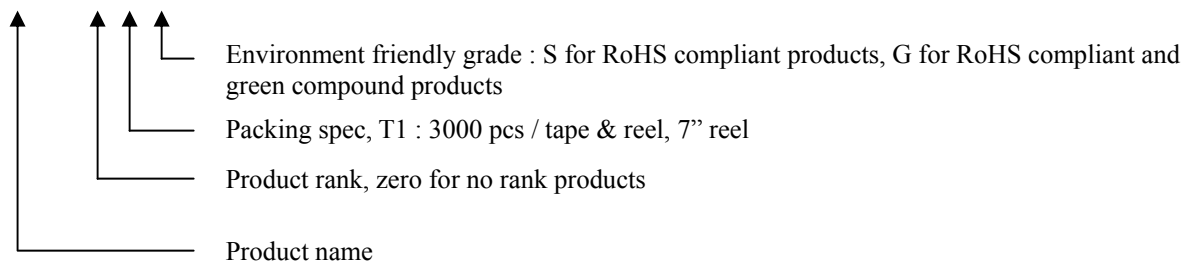 Environment friendly grade : S for RoHS compliant products, G for RoHS compliant and
green compound products
Packing spec, T1 : 3000 pcs / tape & reel, 7” reel
Product rank, zero for no rank products
Product name